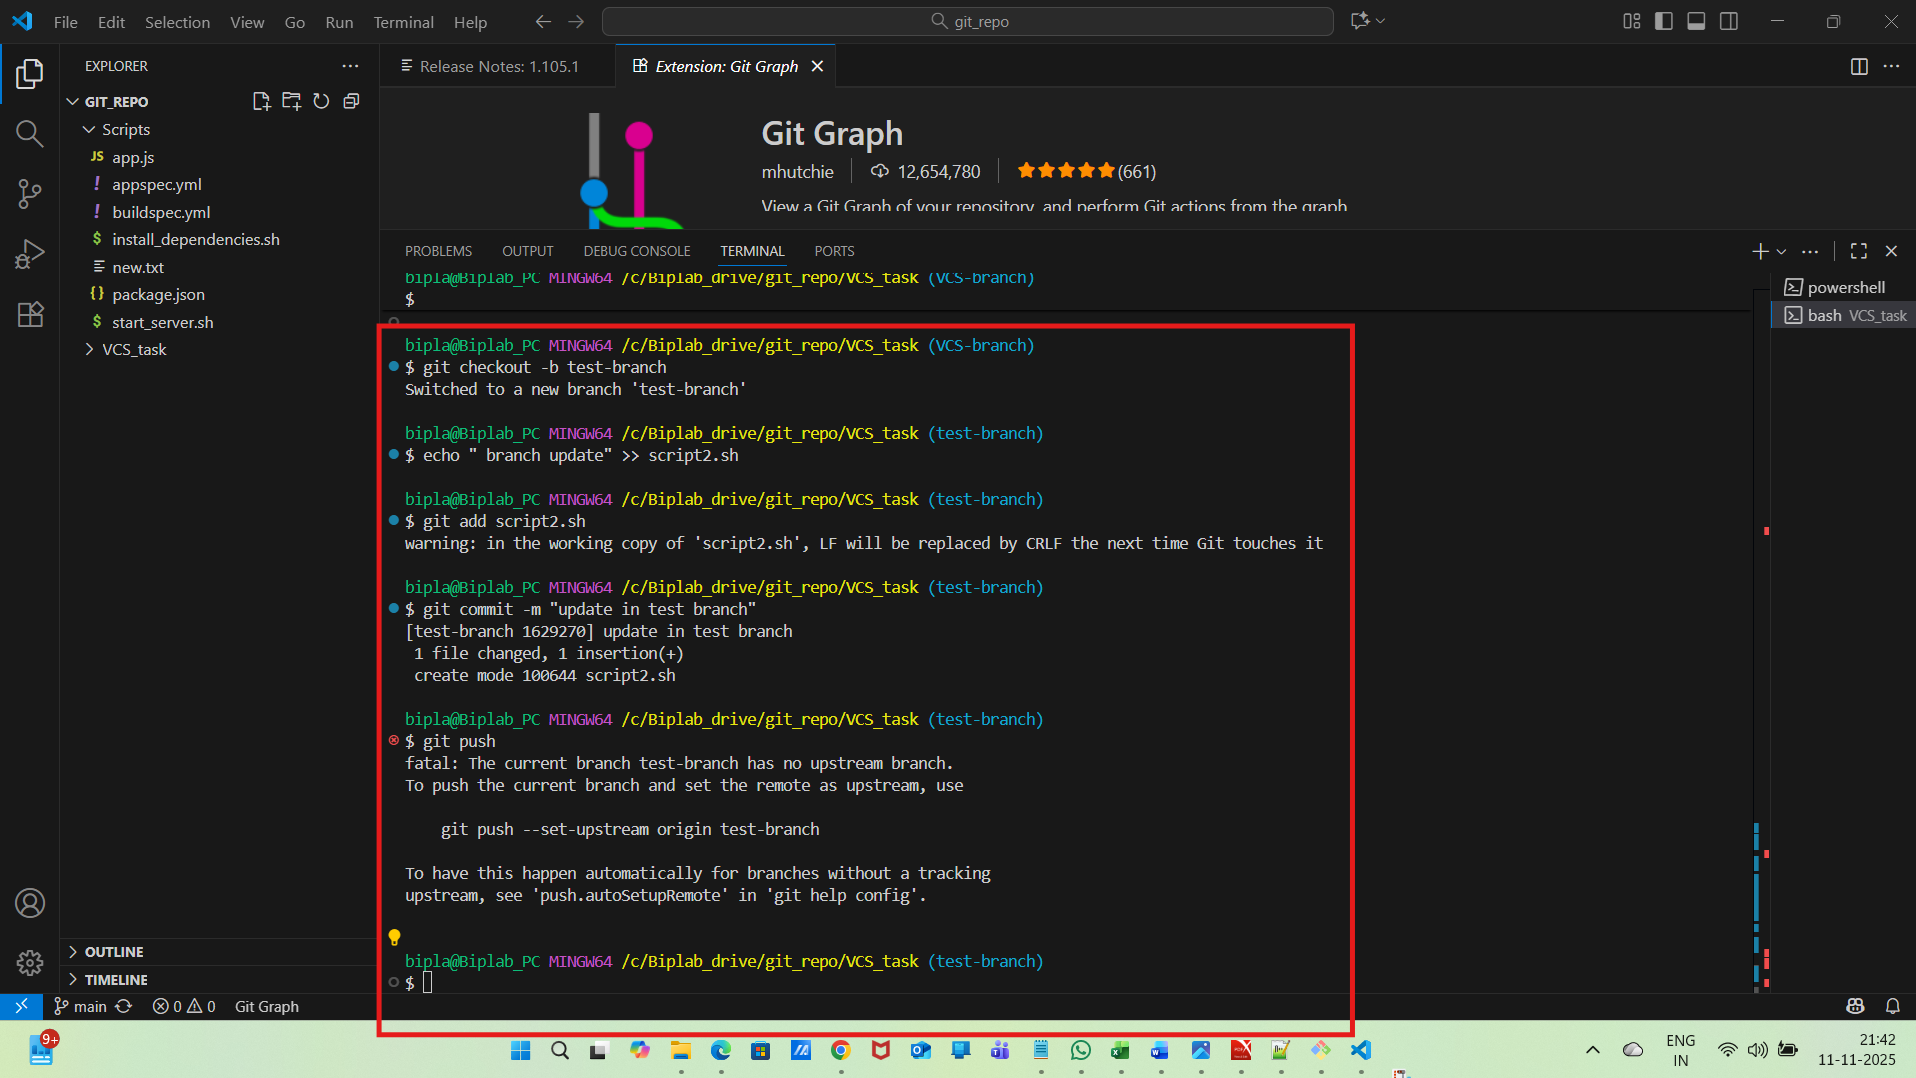 File Edit Selection View Go Run Terminal Help
git_repo
EXPLORER
Release Notes: 1.105.1
Extension: Git Graph
GIT_REPO
Scripts
JS app.js
! appspec.yml
! buildspec.yml
$ install_dependencies.sh
new.txt
{} package.json
$ start_server.sh
VCS_task
OUTLINE
TIMELINE
Git Graph
mhutchie 12,654,780 (661)
View a Git Graph of your repository, and perform Git actions from the graph
PROBLEMS OUTPUT DEBUG CONSOLE TERMINAL PORTS
powershell
bash VCS_task
bipla@Biplab_PC MINGW64 /c/Biplab_drive/git_repo/VCS_task (VCS-branch)
$
bipla@Biplab_PC MINGW64 /c/Biplab_drive/git_repo/VCS_task (VCS-branch)
$ git checkout -b test-branch
Switched to a new branch 'test-branch'
bipla@Biplab_PC MINGW64 /c/Biplab_drive/git_repo/VCS_task (test-branch)
$ echo " branch update" >> script2.sh
bipla@Biplab_PC MINGW64 /c/Biplab_drive/git_repo/VCS_task (test-branch)
$ git add script2.sh
warning: in the working copy of 'script2.sh', LF will be replaced by CRLF the next time Git touches it
bipla@Biplab_PC MINGW64 /c/Biplab_drive/git_repo/VCS_task (test-branch)
$ git commit -m "update in test branch"
[test-branch 1629270] update in test branch
1 file changed, 1 insertion(+)
create mode 100644 script2.sh
bipla@Biplab_PC MINGW64 /c/Biplab_drive/git_repo/VCS_task (test-branch)
$ git push
fatal: The current branch test-branch has no upstream branch.
To push the current branch and set the remote as upstream, use
git push --set-upstream origin test-branch
To have this happen automatically for branches without a tracking
upstream, see 'push.autoSetupRemote' in 'git help config'.
bipla@Biplab_PC MINGW64 /c/Biplab_drive/git_repo/VCS_task (test-branch)
$
main 0 0 Git Graph
9+
ENG
IN
21:42
11-11-2025